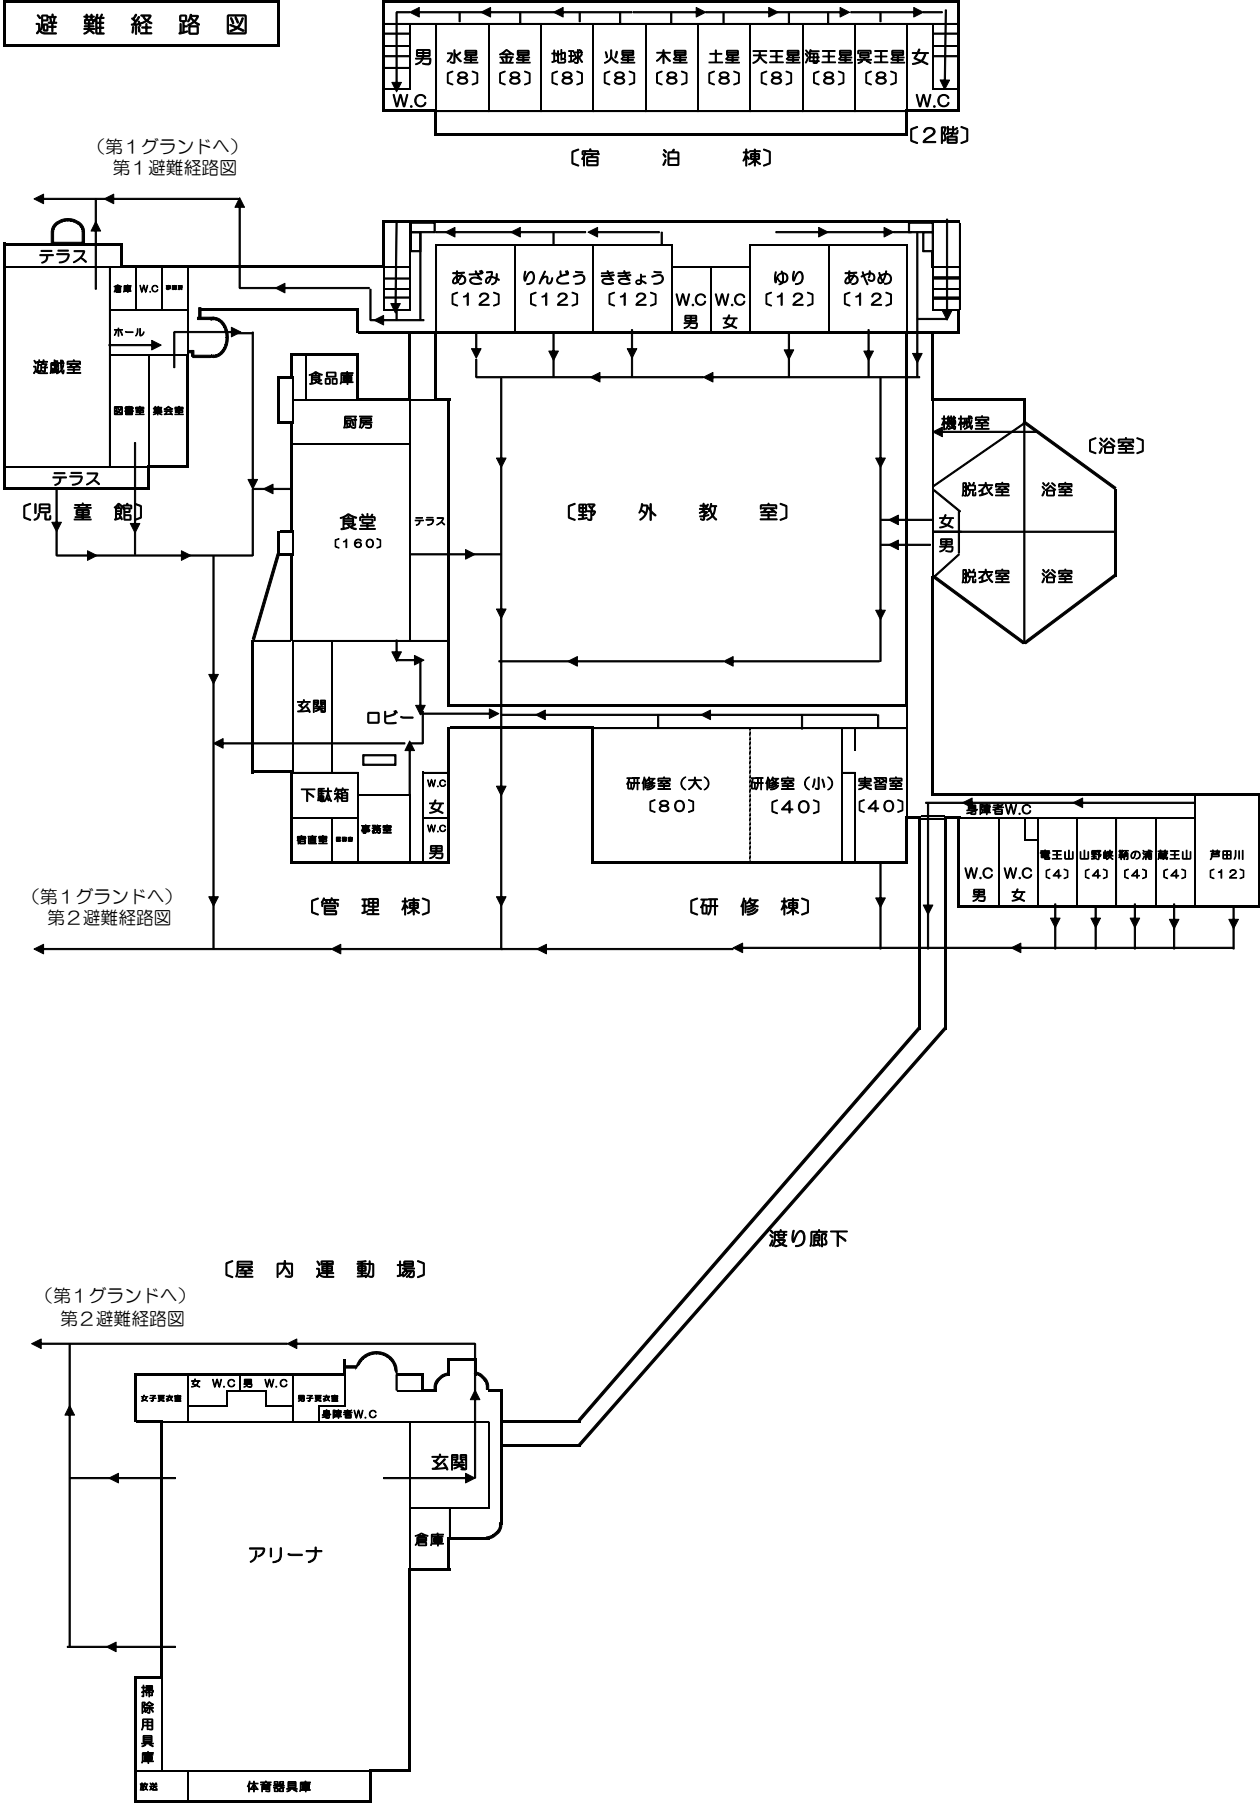 避 難 経 路 図
男
水星
〔８〕
金星
〔８〕
地球
〔８〕
火星
〔８〕
木星
〔８〕
土星
〔８〕
天王星
〔８〕
海王星
〔８〕
冥王星
〔８〕
女
W.C
W.C
〔２階〕
〔宿 泊 棟〕
（第１グランドへ）
第１避難経路図
テラス
倉庫
W.C
ホール
遊戯室
図書室
集会室
テラス
〔児 童 館〕
あざみ
〔１２〕
りんどう
〔１２〕
ききょう
〔１２〕
W.C
男
W.C
女
ゆり
〔１２〕
あやめ
〔１２〕
食品庫
厨房
食堂
〔１６０〕
テラス
〔野 外 教 室〕
機械室
〔浴室〕
脱衣室
浴室
女
男
脱衣室
浴室
玄関
ロビー
下駄箱
宿直室
事務室
W.C
女
W.C
男
研修室（大）
〔８０〕
研修室（小）
〔４０〕
実習室
〔４０〕
身障者W.C
W.C
男
W.C
女
竜王山
〔４〕
山野峡
〔４〕
鞆の浦
〔４〕
蔵王山
〔４〕
芦田川
〔１２〕
（第１グランドへ）
第２避難経路図
〔管 理 棟〕
〔研 修 棟〕
渡り廊下
〔屋 内 運 動 場〕
（第１グランドへ）
第２避難経路図
女子更衣室
女 W.C
男 W.C
男子更衣室
身障者W.C
玄関
倉庫
アリーナ
掃除用具庫
放送
体育器具庫